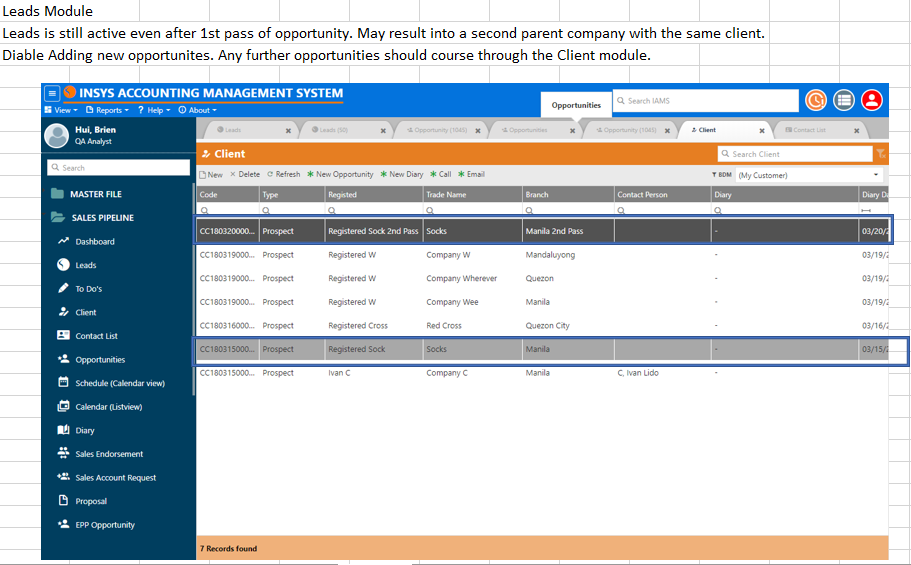 Leads Module
Leads is still active even after 1st pass of opportunity. May result into a second parent company with the same client.
Diable Adding new opportunites. Any further opportunities should course through the Client module.
INSYS ACCOUNTING MANAGEMENT SYSTEM
View Reports ? Help About
Opportunities
Search IAMS
Hui, Brien
QA Analyst
Leads Leads (50) Opportunity (1045) Opportunities Opportunity (1065) Client Contact List
Client
Search Client
Search
New Delete Refresh New Opportunity New Diary Call Email BDM (My Customer)
MASTER FILE
SALES PIPELINE
Dashboard
Leads
To Do's
Client
Contact List
Opportunities
Schedule (Calendar view)
Calendar (Listview)
Diary
Sales Endorsement
Sales Account Request
Proposal
EPP Opportunity
Code Type Registed Trade Name Branch Contact Person Diary Diary Da
CC180320000... Prospect Registered Sock 2nd Pass Socks Manila 2nd Pass - 03/20/2
CC180319000... Prospect Registered W Company W Mandaluyong - 03/19/2
CC180319000... Prospect Registered W Company Wherever Quezon - 03/19/2
CC180319000... Prospect Registered W Company Wee Manila - 03/19/2
CC180316000... Prospect Registered Cross Red Cross Quezon City - 03/16/2
CC180315000... Prospect Registered Sock Socks Manila - 03/15/2
CC180315000... Prospect Ivan C Company C Manila C, Ivan Lido -
7 Records found